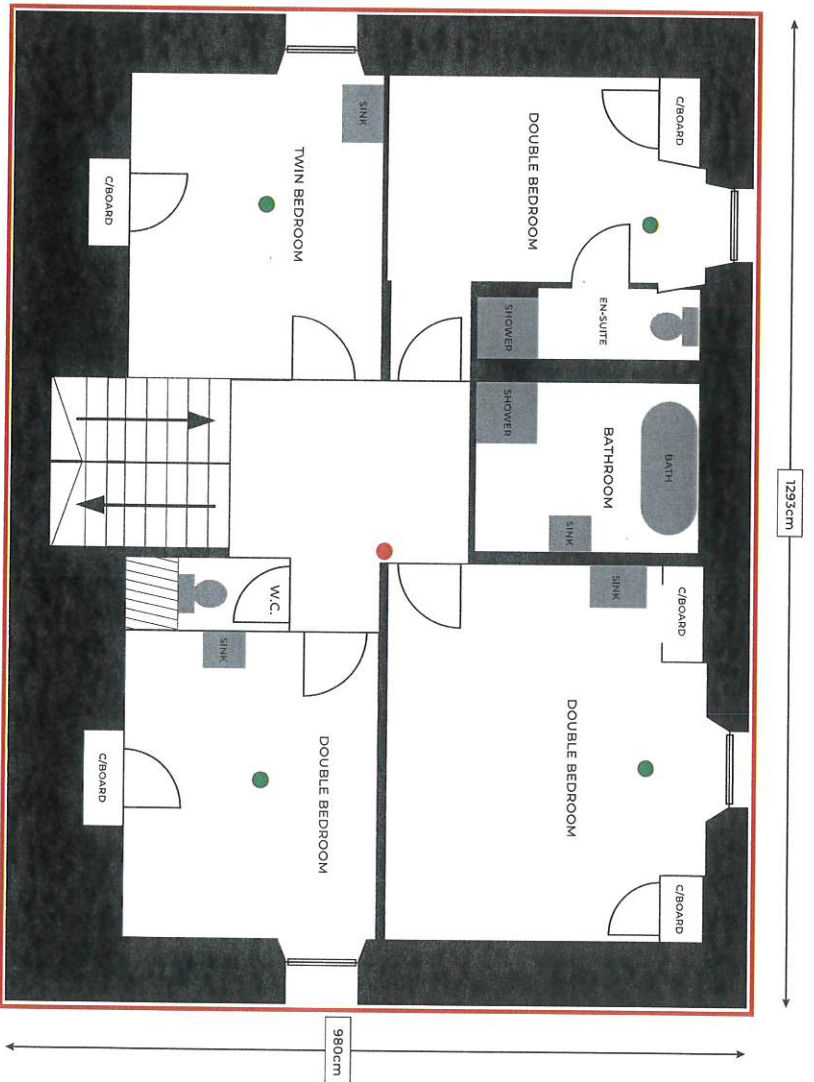 1293cm
C/BOARD
DOUBLE BEDROOM
EN-SUITE
SHOWER
BATH
BATHROOM
SHOWER
SINK
C/BOARD
SINK
DOUBLE BEDROOM
C/BOARD
SINK
TWIN BEDROOM
C/BOARD
W.C.
SINK
DOUBLE BEDROOM
C/BOARD
980cm